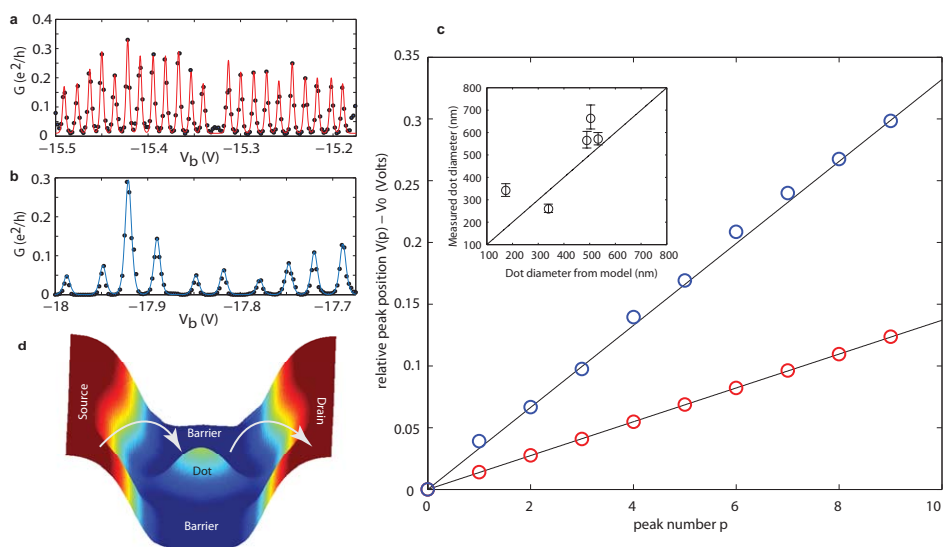 a
G (e²/h)
0.4
0.3
0.2
0.1
0
-15.5
-15.4
-15.3
-15.2
V_b (V)
b
G (e²/h)
0.3
0.2
0.1
0
-18
-17.9
-17.8
-17.7
V_b (V)
d
Source
Drain
Barrier
Dot
Barrier
c
relative peak position V(p) − V₀ (Volts)
0.35
0.3
0.25
0.2
0.15
0.1
0.05
0
0
2
4
6
8
10
peak number p
Measured dot diameter (nm)
800
700
600
500
400
300
200
100
100
200
300
400
500
600
700
800
Dot diameter from model (nm)